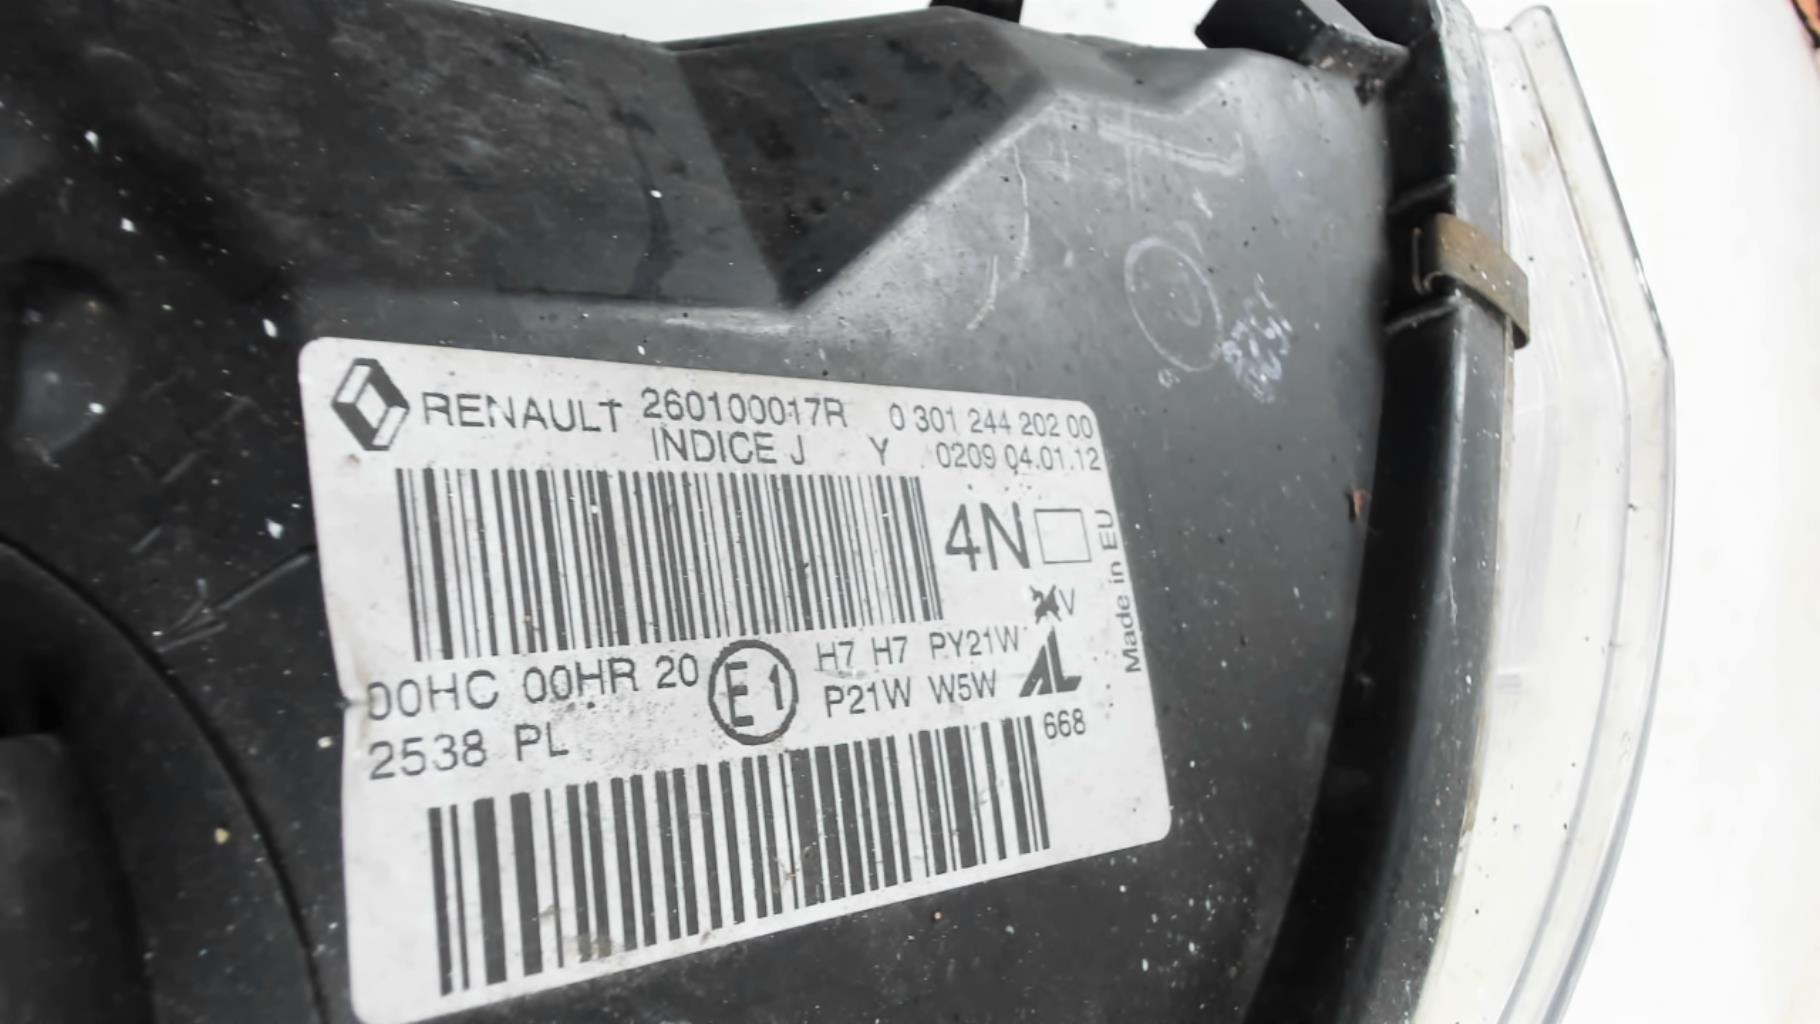 RENAULT 260100017R 0 301 244 202 00
INDICE J Y 0209 04.01.12
4N
Made in EU
V
00HC 00HR 20 E1 H7 H7 PY21W
P21W W5W AL
2538 PL 668